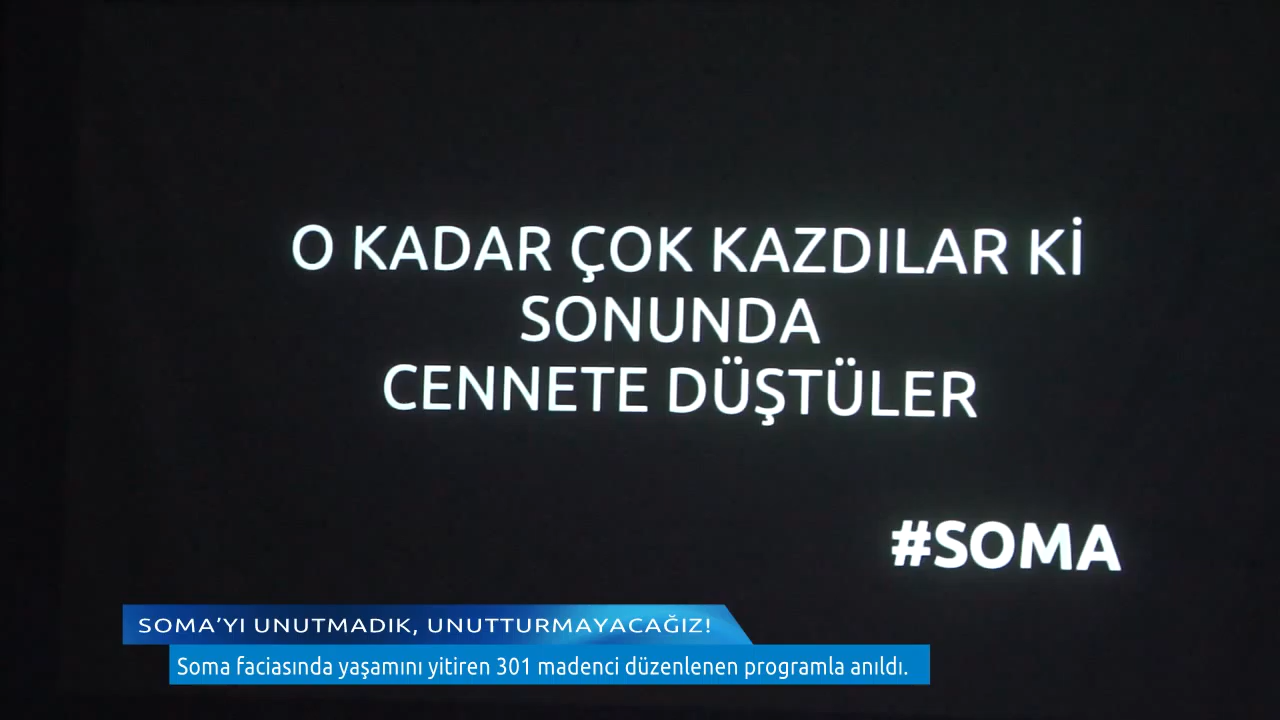 O KADAR ÇOK KAZDILAR Kİ
SONUNDA
CENNETE DÜŞTÜLER
#SOMA
SOMA'YI UNUTMADIK, UNUTTURMAYACAĞIZ!
Soma faciasında yaşamını yitiren 301 madenci düzenlenen programla anıldı.